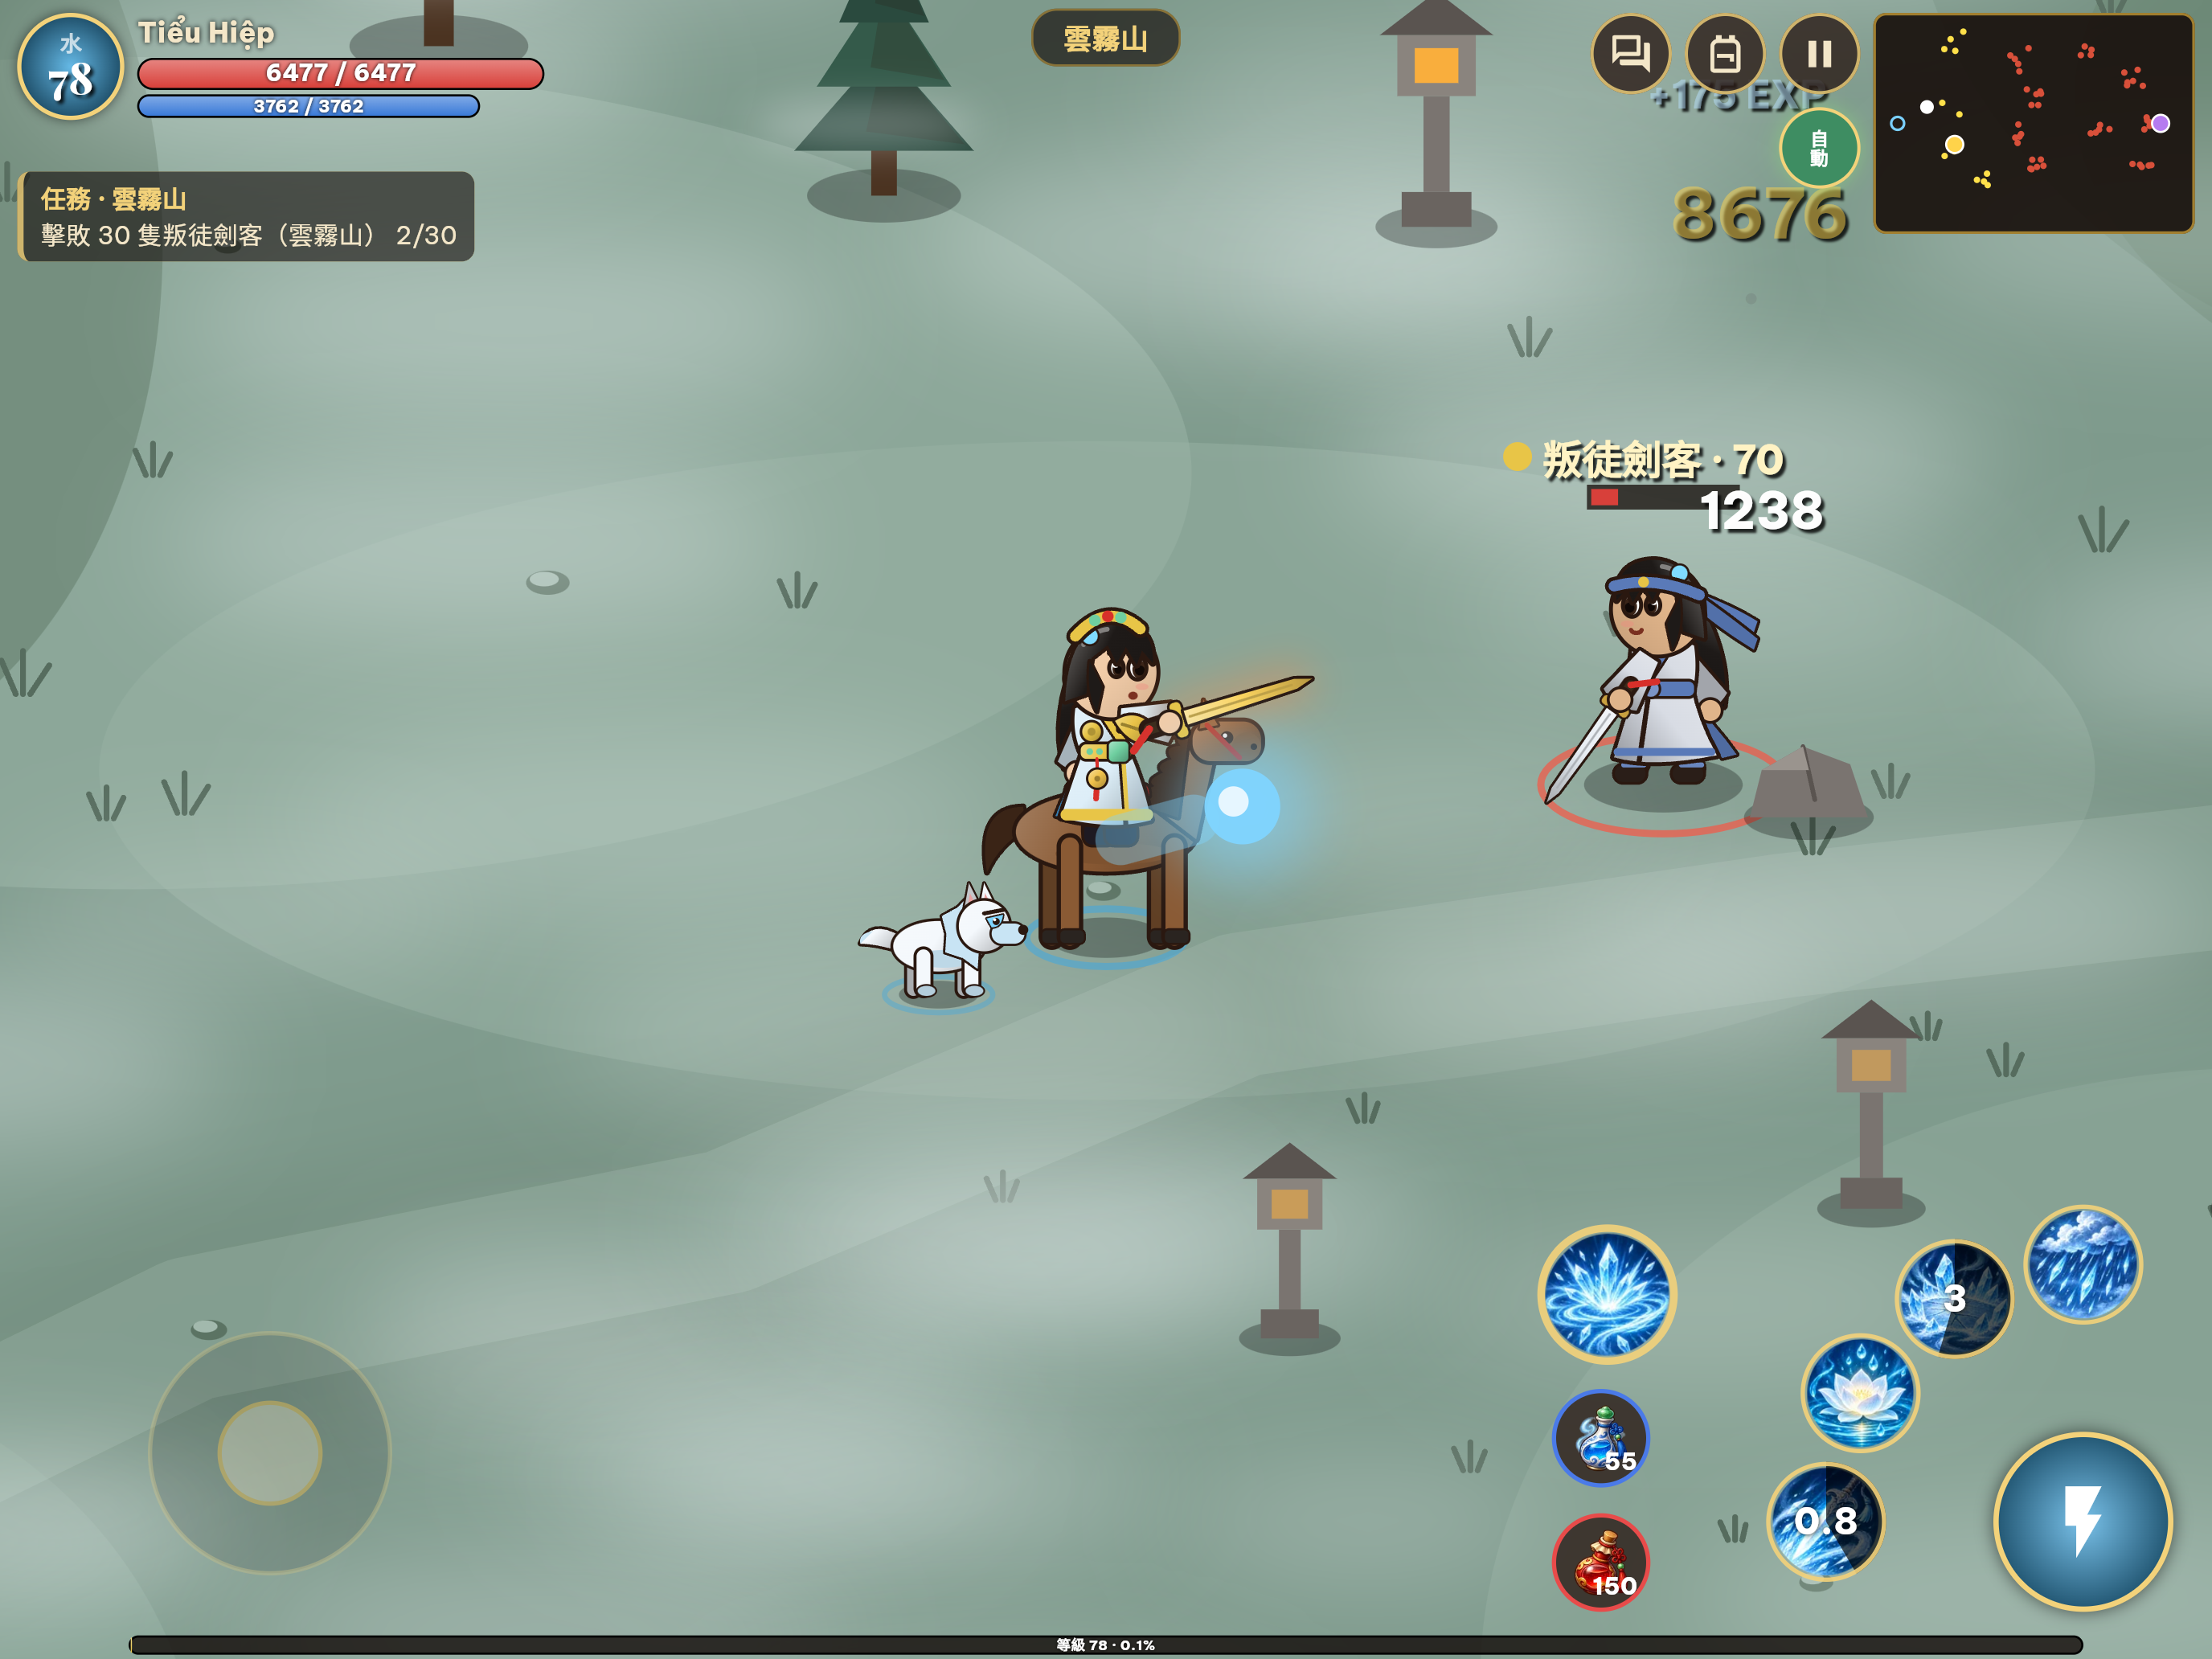 水
78
Tiểu Hiệp
6477 / 6477
3762 / 3762
任務 · 雲霧山
擊敗 30 隻叛徒劍客（雲霧山） 2/30
雲霧山
+175 EXP
自動
8676
叛徒劍客 · 70
1238
3
55
0.8
150
等級 78 · 0.1%